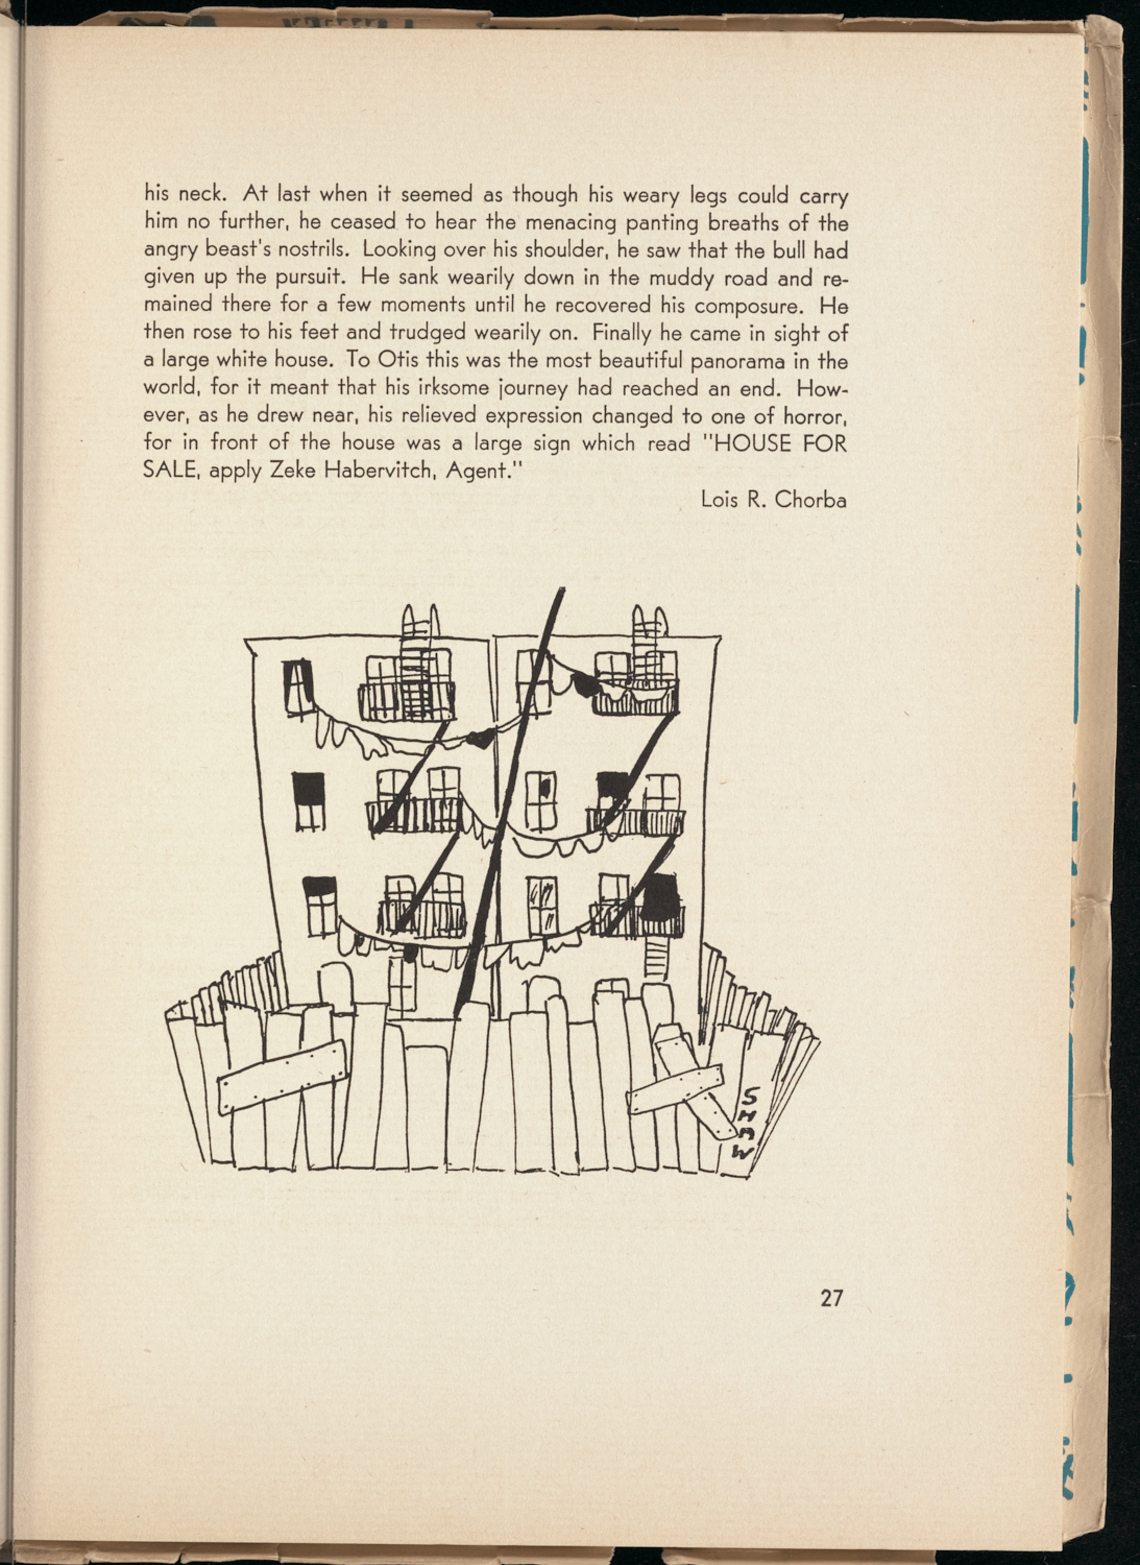 his neck. At last when it seemed as though his weary legs could carry
him no further, he ceased to hear the menacing panting breaths of the
angry beast's nostrils. Looking over his shoulder, he saw that the bull had
given up the pursuit. He sank wearily down in the muddy road and re-
mained there for a few moments until he recovered his composure. He
then rose to his feet and trudged wearily on. Finally he came in sight of
a large white house. To Otis this was the most beautiful panorama in the
world, for it meant that his irksome journey had reached an end. How-
ever, as he drew near, his relieved expression changed to one of horror,
for in front of the house was a large sign which read "HOUSE FOR
SALE, apply Zeke Habervitch, Agent."
Lois R. Chorba
SHAW
27